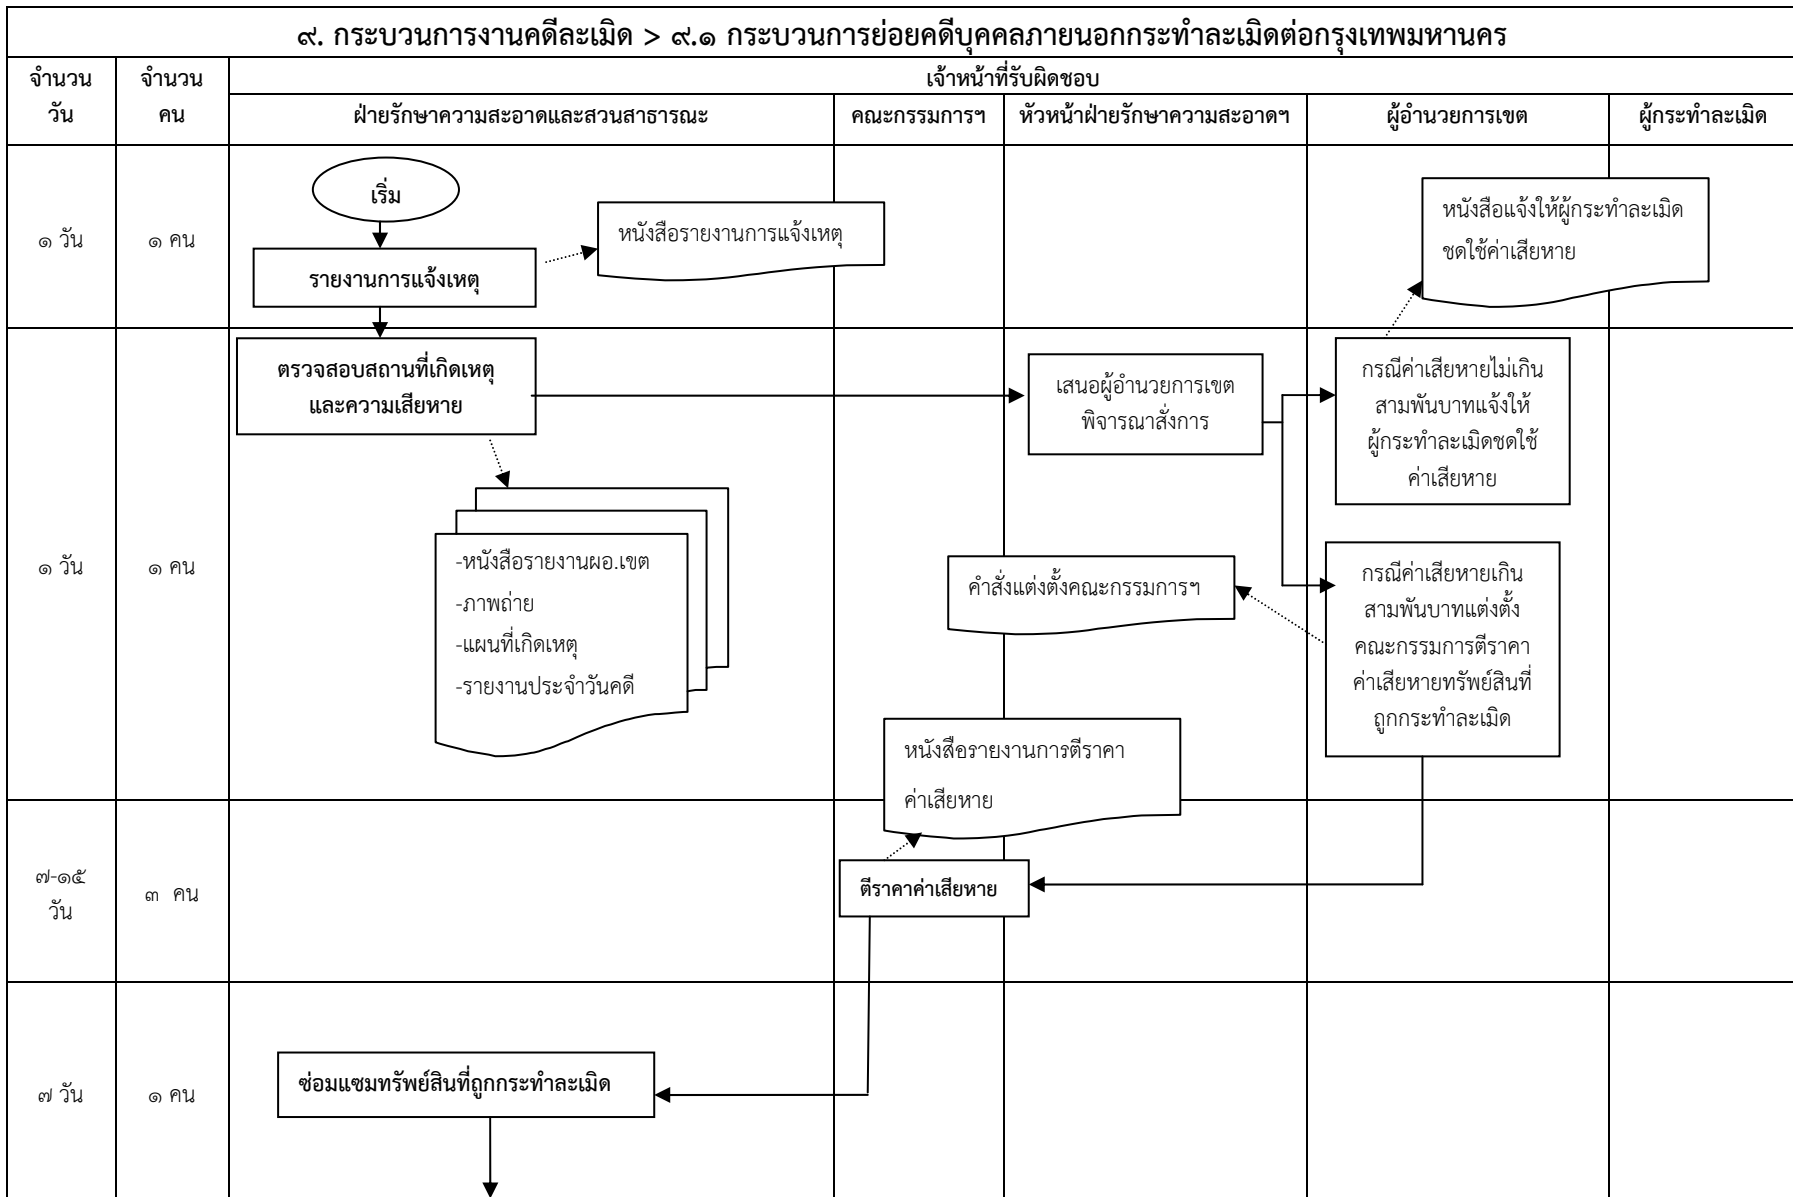 ๙. กระบวนการงานคดีละเมิด > ๙.๑ กระบวนการย่อยคดีบุคคลภายนอกกระทำละเมิดต่อกรุงเทพมหานคร
จำนวน
วัน
จำนวน
คน
เจ้าหน้าที่รับผิดชอบ
ฝ่ายรักษาความสะอาดและสวนสาธารณะ
คณะกรรมการฯ
หัวหน้าฝ่ายรักษาความสะอาดฯ
ผู้อำนวยการเขต
ผู้กระทำละเมิด
๑ วัน
๑ คน
เริ่ม
รายงานการแจ้งเหตุ
หนังสือรายงานการแจ้งเหตุ
หนังสือแจ้งให้ผู้กระทำละเมิด
ชดใช้ค่าเสียหาย
๑ วัน
๑ คน
ตรวจสอบสถานที่เกิดเหตุ
และความเสียหาย
เสนอผู้อำนวยการเขต
พิจารณาสั่งการ
กรณีค่าเสียหายไม่เกิน
สามพันบาทแจ้งให้
ผู้กระทำละเมิดชดใช้
ค่าเสียหาย
-หนังสือรายงานผอ.เขต
-ภาพถ่าย
-แผนที่เกิดเหตุ
-รายงานประจำวันคดี
คำสั่งแต่งตั้งคณะกรรมการฯ
กรณีค่าเสียหายเกิน
สามพันบาทแต่งตั้ง
คณะกรรมการตีราคา
ค่าเสียหายทรัพย์สินที่
ถูกกระทำละเมิด
หนังสือรายงานการตีราคา
ค่าเสียหาย
๗-๑๕
วัน
๓ คน
ตีราคาค่าเสียหาย
๗ วัน
๑ คน
ซ่อมแซมทรัพย์สินที่ถูกกระทำละเมิด